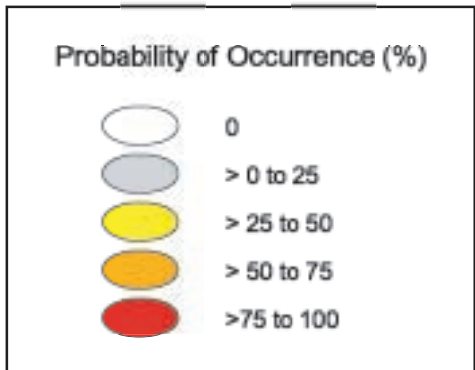 Probability of Occurrence (%)
0
> 0 to 25
> 25 to 50
> 50 to 75
>75 to 100